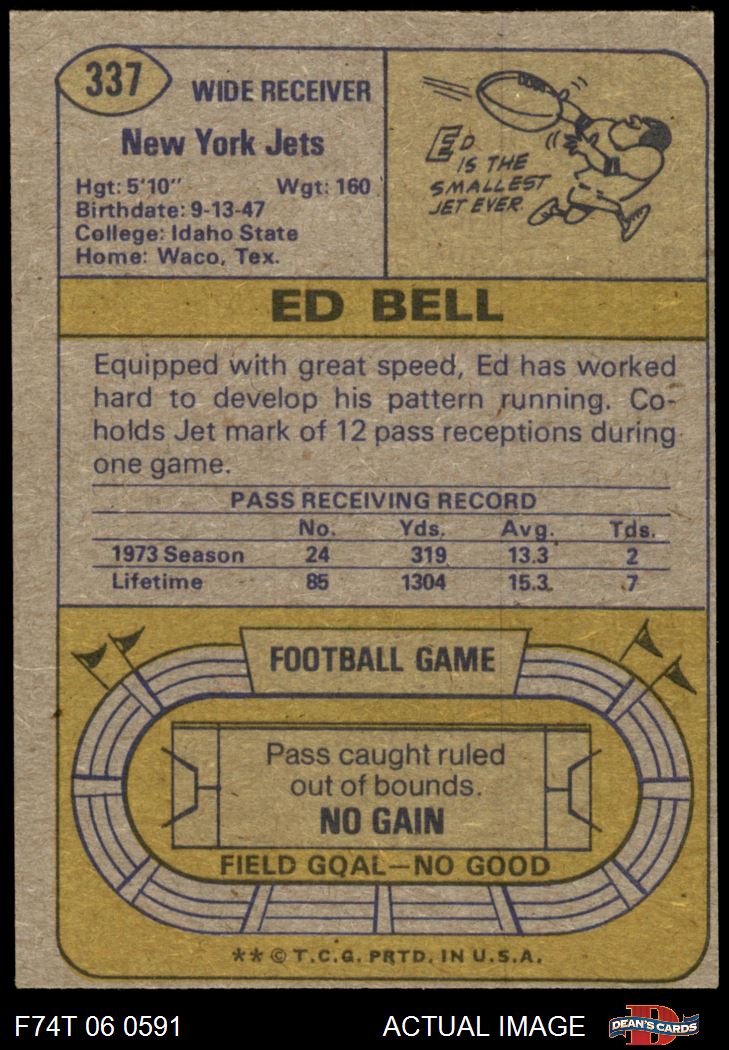 337
WIDE RECEIVER
New York Jets
Hgt: 5'10" Wgt: 160
Birthdate: 9-13-47
College: Idaho State
Home: Waco, Tex.
ED
IS THE
SMALLEST
JET EVER
ED BELL
Equipped with great speed, Ed has worked
hard to develop his pattern running. Co-
holds Jet mark of 12 pass receptions during
one game.
PASS RECEIVING RECORD
No. Yds. Avg. Tds.
1973 Season 24 319 13.3 2
Lifetime 85 1304 15.3 7
FOOTBALL GAME
Pass caught ruled
out of bounds.
NO GAIN
FIELD GOAL—NO GOOD
** © T.C.G. PRTD. IN U.S.A.
F74T 06 0591 ACTUAL IMAGE
D
DEAN'S CARDS